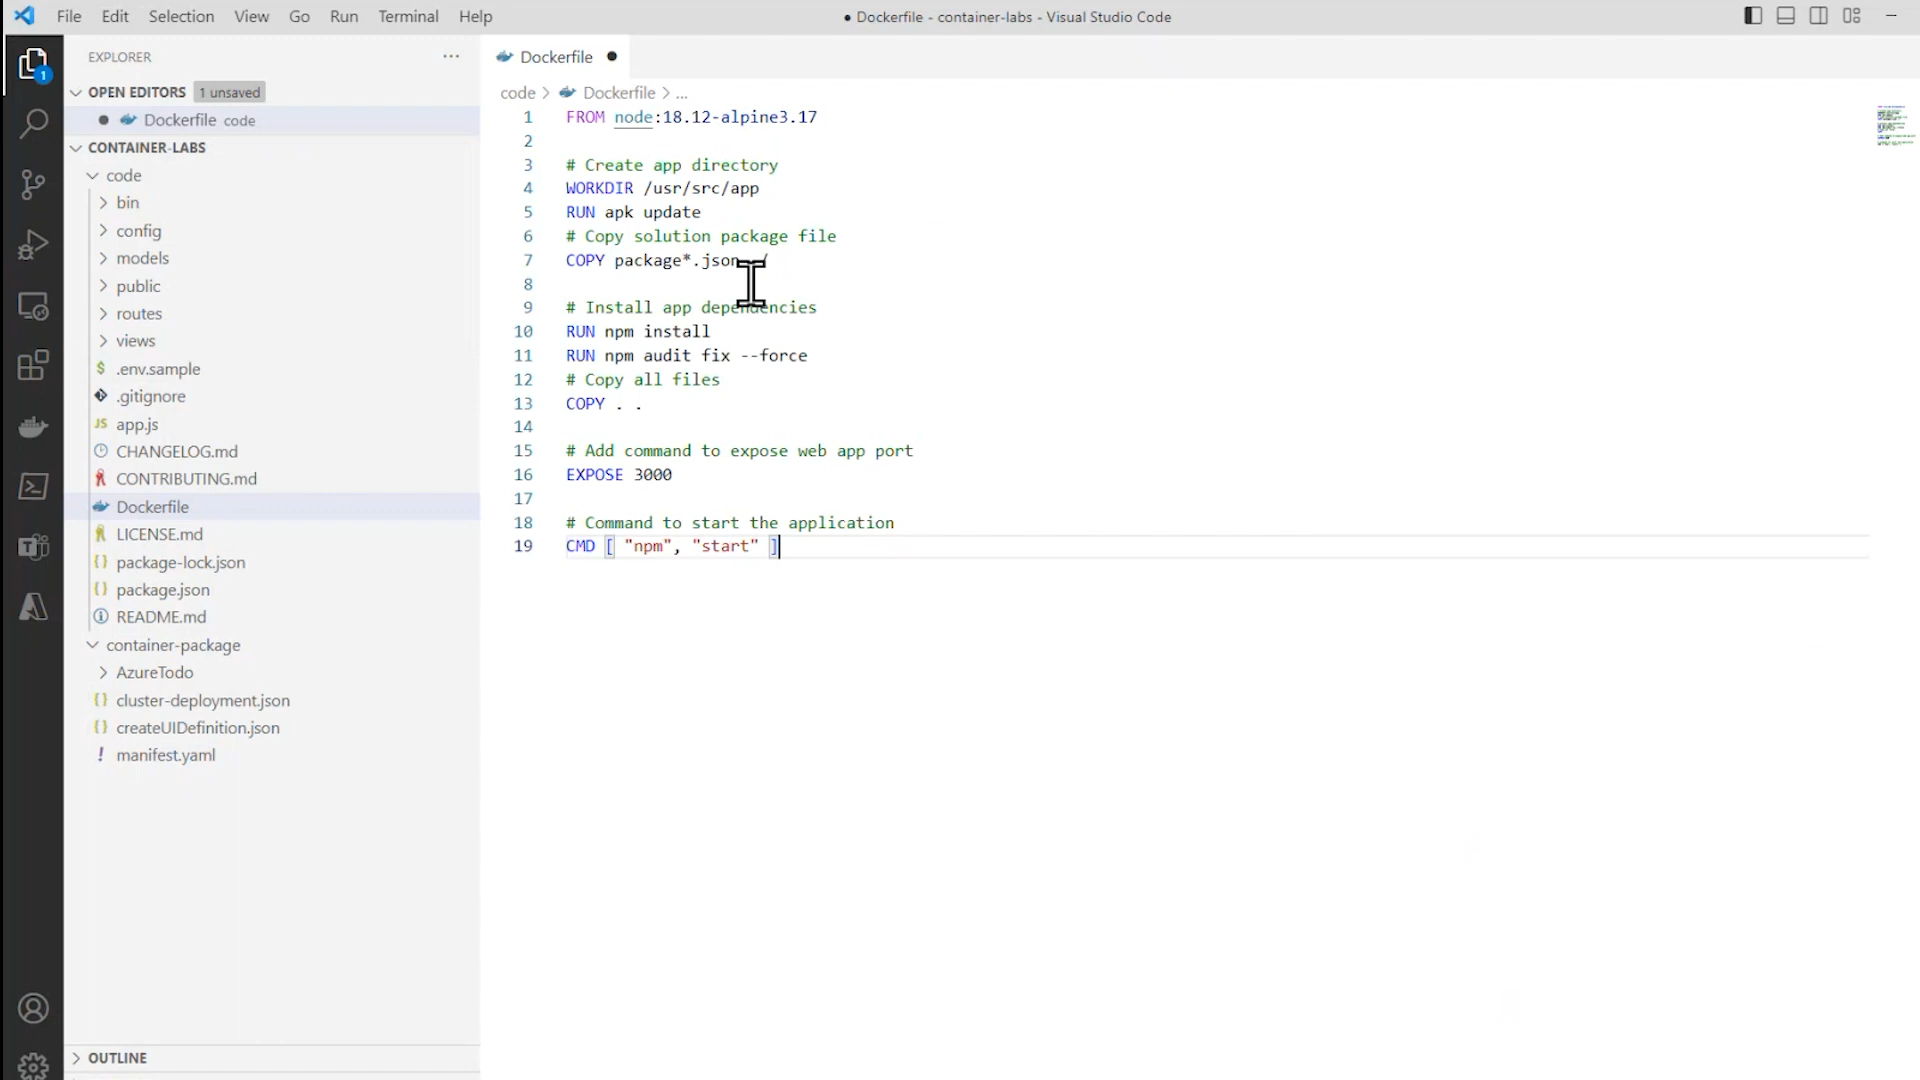 File Edit Selection View Go Run Terminal Help
● Dockerfile - container-labs - Visual Studio Code
EXPLORER
1
OPEN EDITORS 1 unsaved
Dockerfile code
CONTAINER-LABS
code
bin
config
models
public
routes
views
$ .env.sample
.gitignore
JS app.js
CHANGELOG.md
CONTRIBUTING.md
Dockerfile
LICENSE.md
{} package-lock.json
{} package.json
README.md
container-package
AzureTodo
{} cluster-deployment.json
{} createUIDefinition.json
! manifest.yaml
OUTLINE
Dockerfile
code > Dockerfile > ...
1 FROM node:18.12-alpine3.17
2
3 # Create app directory
4 WORKDIR /usr/src/app
5 RUN apk update
6 # Copy solution package file
7 COPY package*.json /
8
9 # Install app dependencies
10 RUN npm install
11 RUN npm audit fix --force
12 # Copy all files
13 COPY . .
14
15 # Add command to expose web app port
16 EXPOSE 3000
17
18 # Command to start the application
19 CMD [ "npm", "start" ]